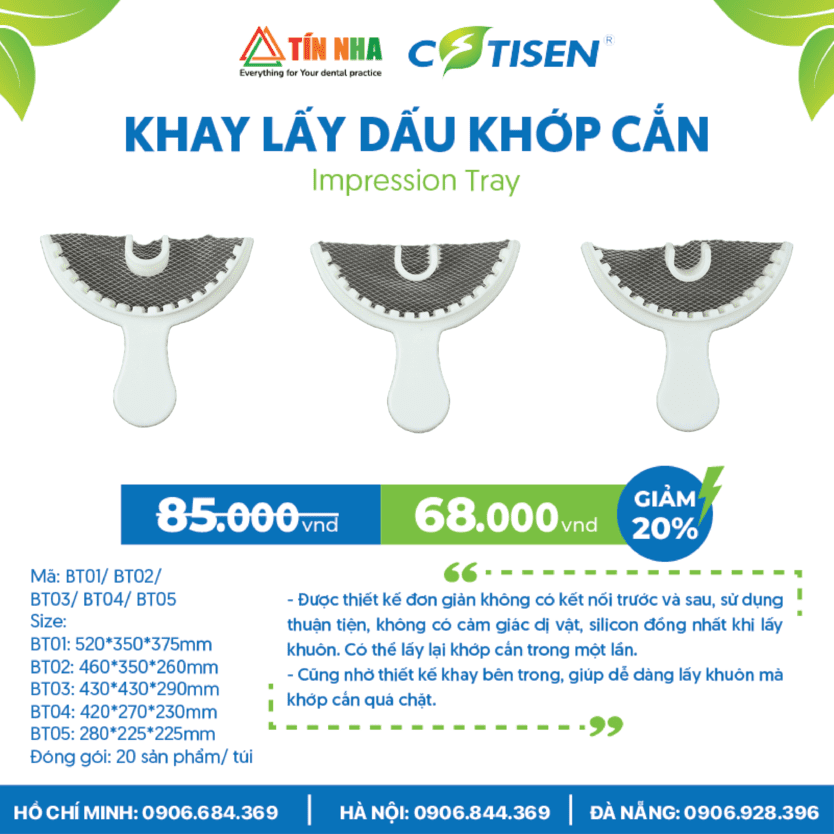 TÍN NHA
Everything for Your dental practice
COTISEN®
KHAY LẤY DẤU KHỚP CẮN
Impression Tray
85.000 vnd
68.000 vnd
GIẢM
20%
Mã: BT01/ BT02/
BT03/ BT04/ BT05
Size:
BT01: 520*350*375mm
BT02: 460*350*260mm
BT03: 430*430*290mm
BT04: 420*270*230mm
BT05: 280*225*225mm
Đóng gói: 20 sản phẩm/ túi
- Được thiết kế đơn giản không có kết nối trước và sau, sử dụng
thuận tiện, không có cảm giác dị vật, silicon đồng nhất khi lấy
khuôn. Có thể lấy lại khớp cắn trong một lần.
- Cũng nhờ thiết kế khay bên trong, giúp dễ dàng lấy khuôn mà
khớp cắn quá chặt.
HỒ CHÍ MINH: 0906.684.369 | HÀ NỘI: 0906.844.369 | ĐÀ NẴNG: 0906.928.396